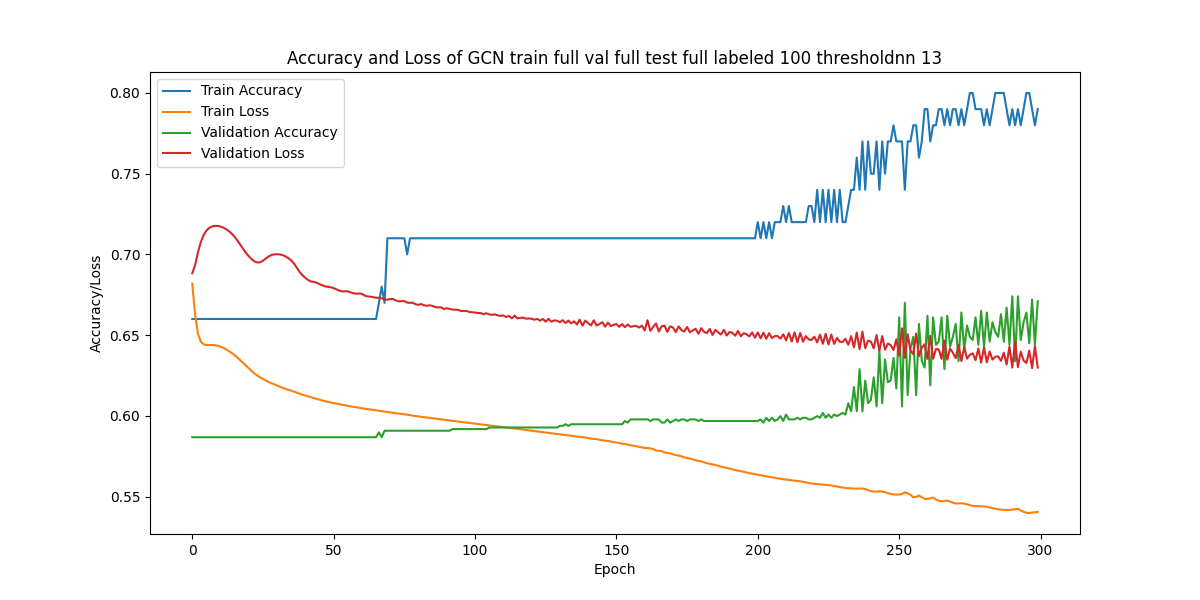 Accuracy and Loss of GCN train full val full test full labeled 100 thresholdnn 13
Train Accuracy
Train Loss
Validation Accuracy
Validation Loss
Accuracy/Loss
0.80
0.75
0.70
0.65
0.60
0.55
0 50 100 150 200 250 300
Epoch